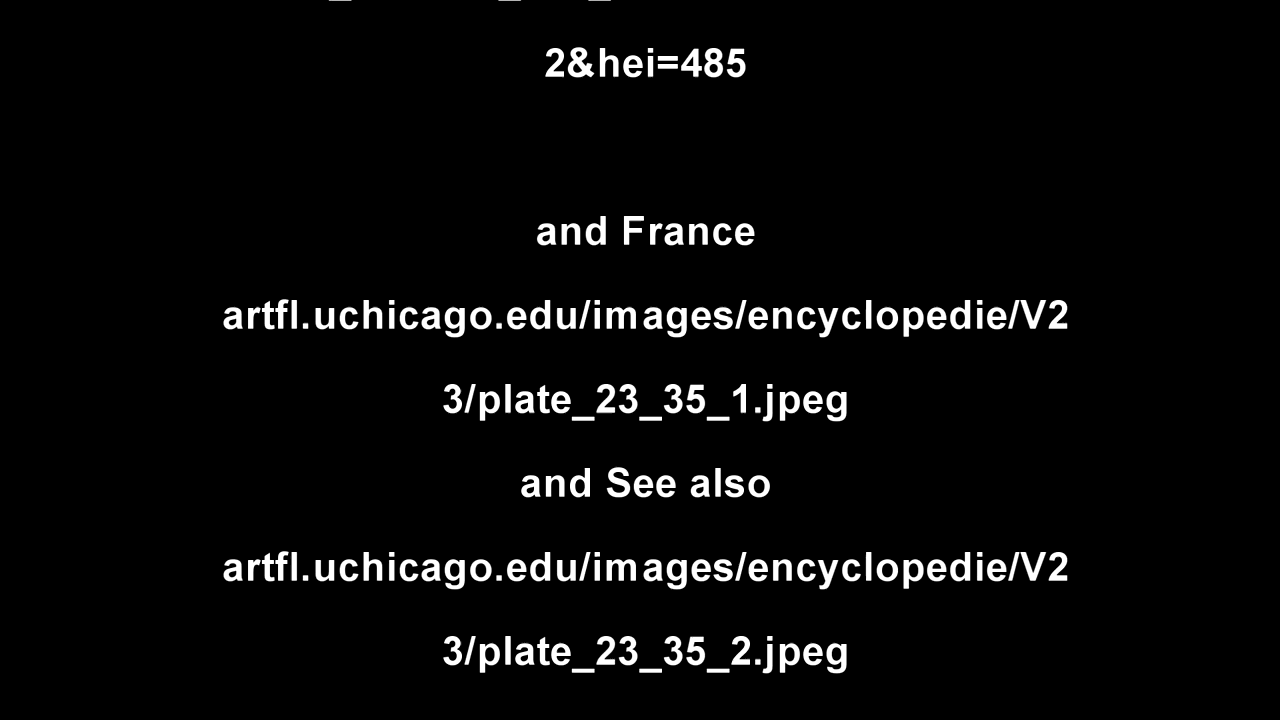 2&hei=485
and France
artfl.uchicago.edu/images/encyclopedie/V2
3/plate_23_35_1.jpeg
and See also
artfl.uchicago.edu/images/encyclopedie/V2
3/plate_23_35_2.jpeg